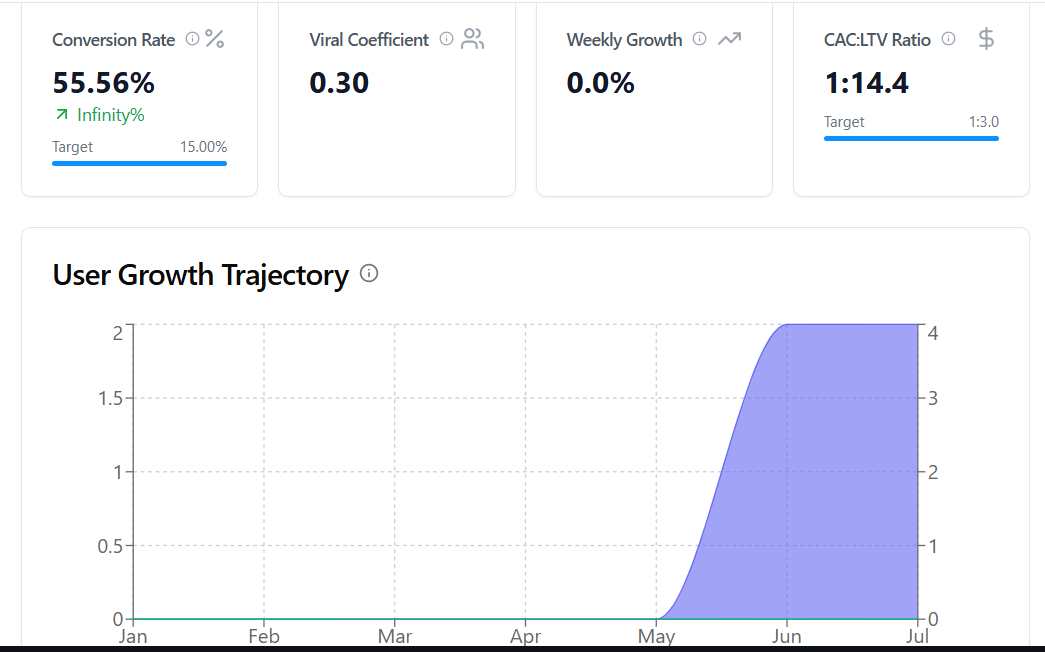 Conversion Rate
55.56%
Infinity%
Target 15.00%
Viral Coefficient
0.30
Weekly Growth
0.0%
CAC:LTV Ratio
1:14.4
Target 1:3.0
User Growth Trajectory
2 4
1.5 3
1 2
0.5 1
0 0
Jan Feb Mar Apr May Jun Jul